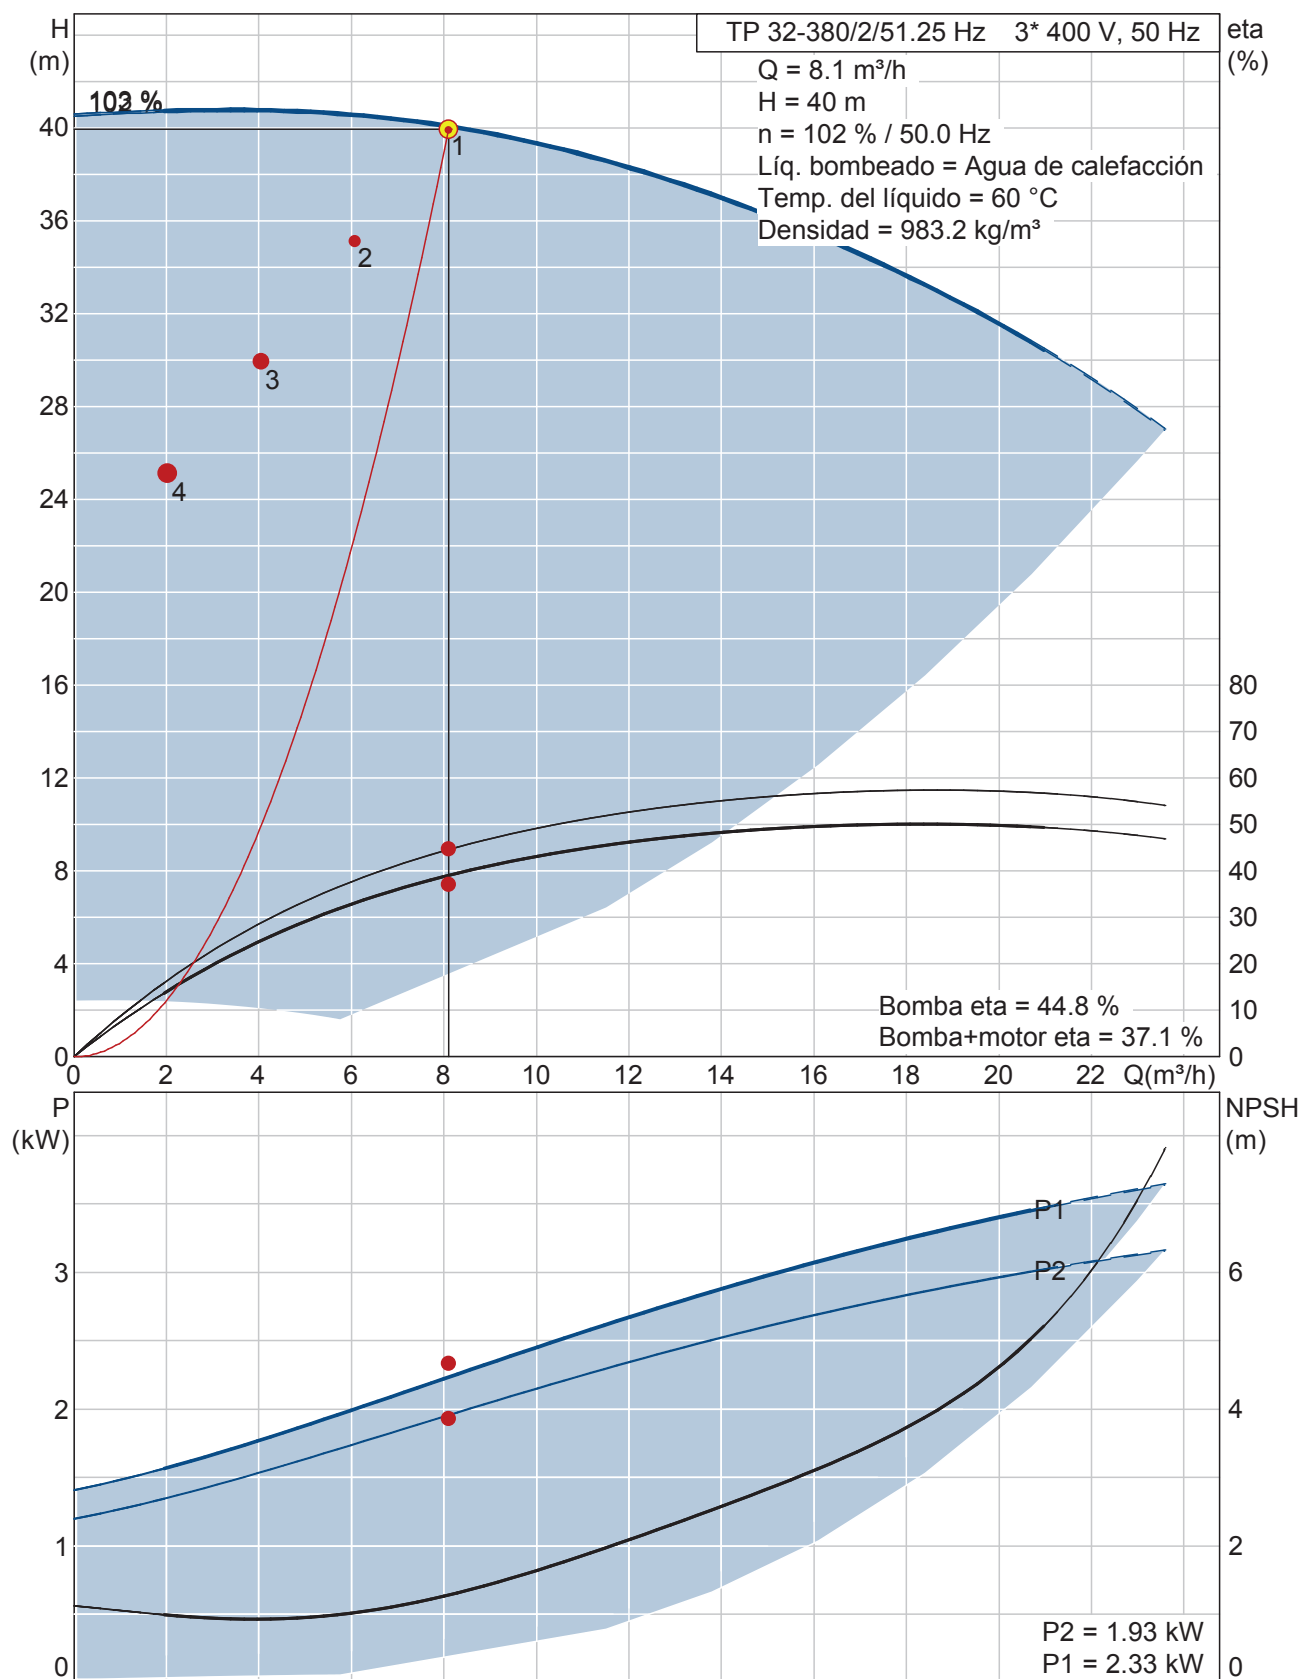 H
(m)
TP 32-380/2/51.25 Hz 3* 400 V, 50 Hz
eta
(%)
Q = 8.1 m³/h
H = 40 m
n = 102 % / 50.0 Hz
Líq. bombeado = Agua de calefacción
Temp. del líquido = 60 °C
Densidad = 983.2 kg/m³
40
1
36
2
32
3
28
24
4
20
16
80
70
12
60
50
8
40
30
4
20
10
Bomba eta = 44.8 %
Bomba+motor eta = 37.1 %
0
0
0 2 4 6 8 10 12 14 16 18 20 22 Q(m³/h)
P
(kW)
NPSH
(m)
P1
P2
3
6
2
4
1
2
P2 = 1.93 kW
P1 = 2.33 kW
0
0